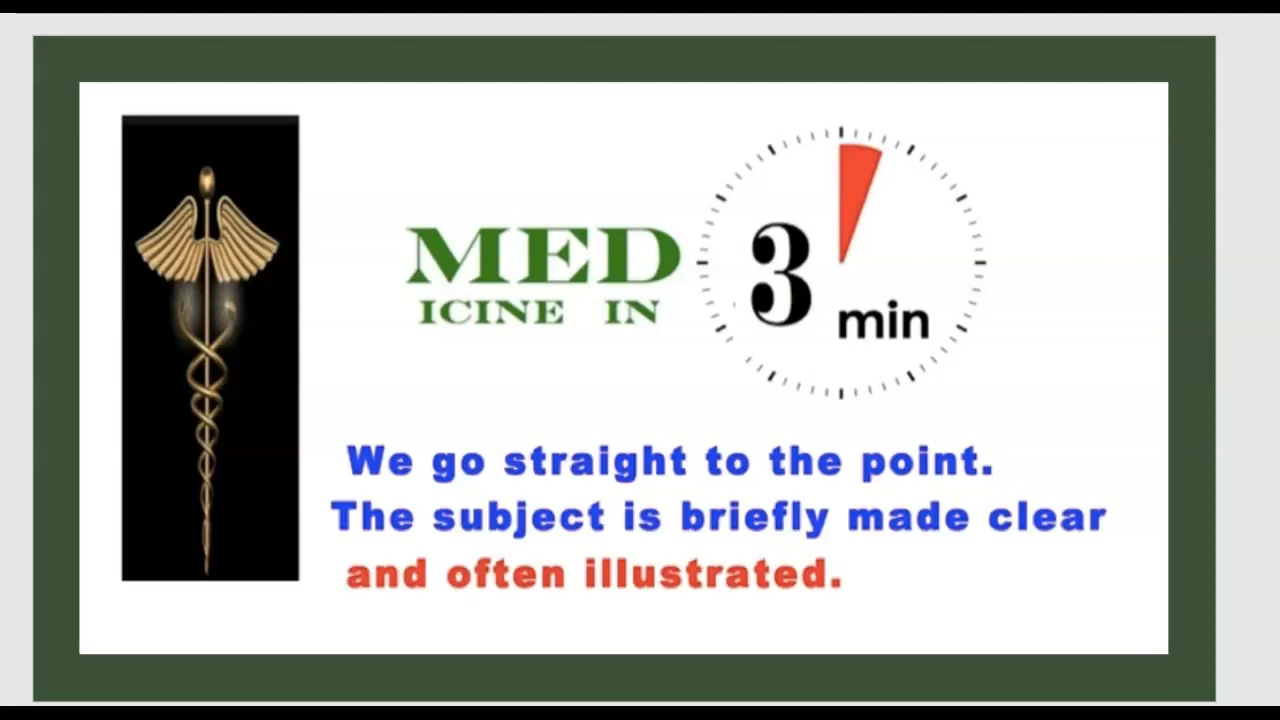 MED
ICINE IN
3
min
We go straight to the point.
The subject is briefly made clear
and often illustrated.